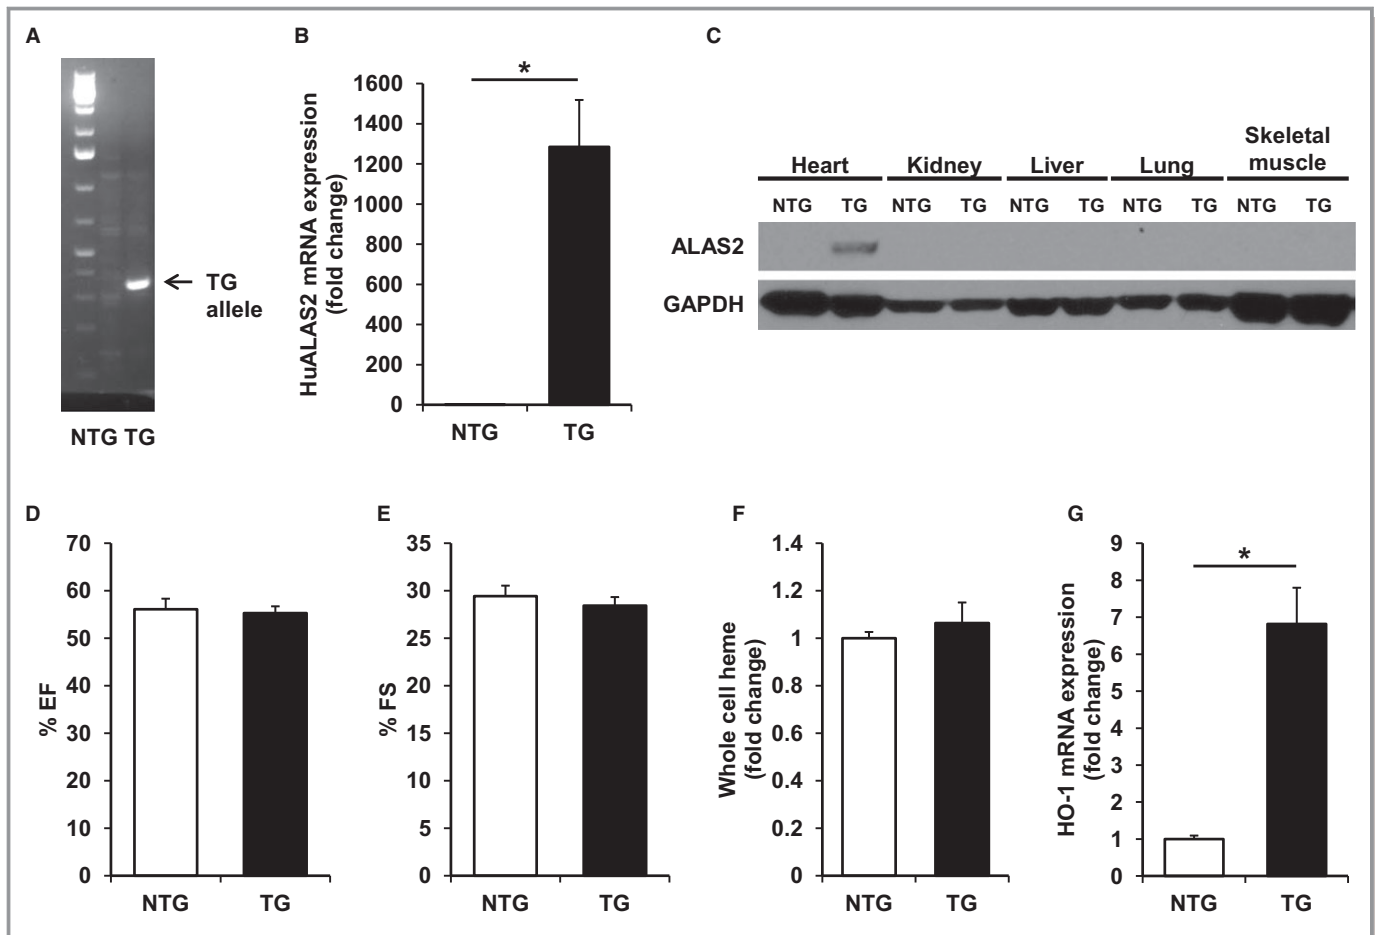 A
TG
allele
NTG TG
B
*
HuALAS2 mRNA expression
(fold change)
1600
1400
1200
1000
800
600
400
200
0
NTG TG
C
Heart Kidney Liver Lung Skeletal
muscle
NTG TG NTG TG NTG TG NTG TG NTG TG
ALAS2
GAPDH
D
% EF
70
60
50
40
30
20
10
0
NTG TG
E
% FS
35
30
25
20
15
10
5
0
NTG TG
F
Whole cell heme
(fold change)
1.4
1.2
1
0.8
0.6
0.4
0.2
0
NTG TG
G
*
HO-1 mRNA expression
(fold change)
9
8
7
6
5
4
3
2
1
0
NTG TG